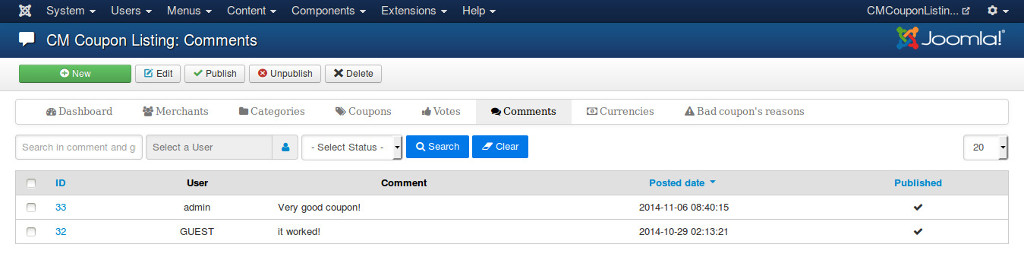 System Users Menus Content Components Extensions Help CMCouponListin...
CM Coupon Listing: Comments Joomla!
New Edit Publish Unpublish Delete
Dashboard Merchants Categories Coupons Votes Comments Currencies Bad coupon's reasons
Search in comment and g Select a User - Select Status - Search Clear 20
ID User Comment Posted date Published
33 admin Very good coupon! 2014-11-06 08:40:15
32 GUEST it worked! 2014-10-29 02:13:21